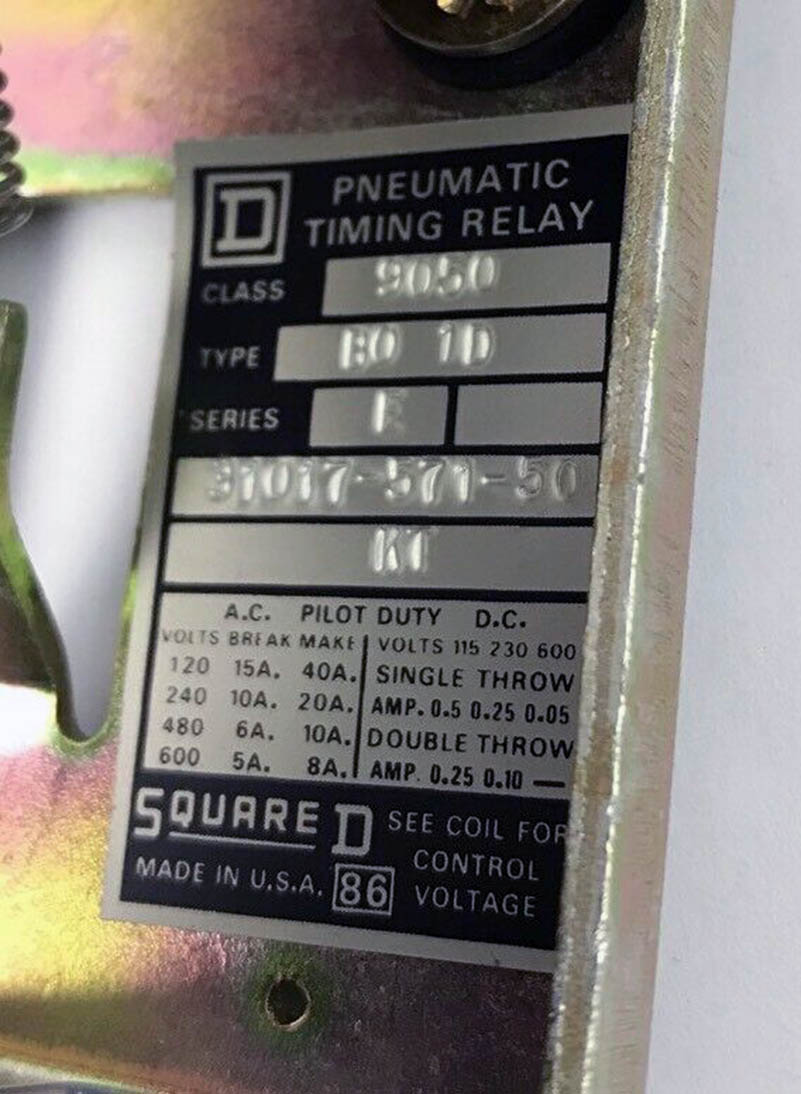 D PNEUMATIC
TIMING RELAY
CLASS 9050
TYPE BO 1D
SERIES E
31017-571-50
KT
A.C. PILOT DUTY D.C.
VOLTS BREAK MAKE VOLTS 115 230 600
120 15A. 40A. SINGLE THROW
240 10A. 20A. AMP. 0.5 0.25 0.05
480 6A. 10A. DOUBLE THROW
600 5A. 8A. AMP. 0.25 0.10 —
SQUARE D SEE COIL FOR
CONTROL
MADE IN U.S.A. 86 VOLTAGE